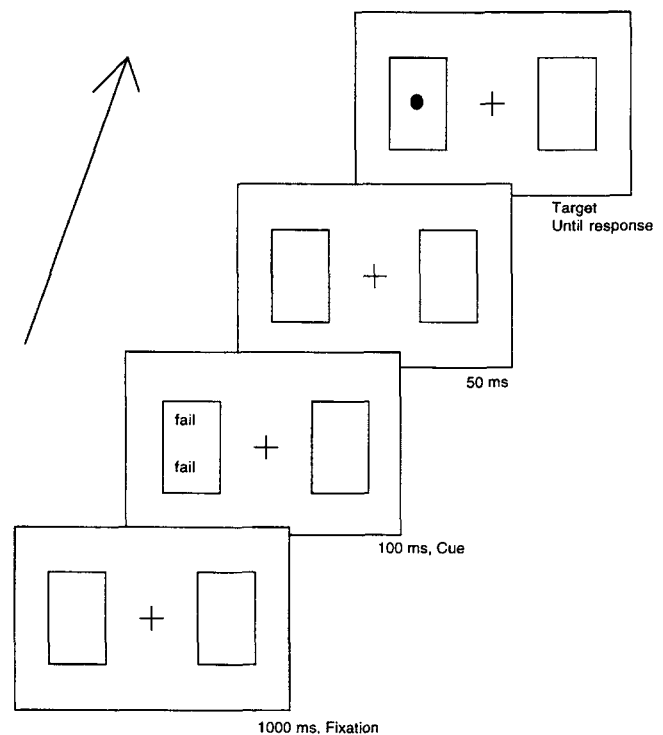 Target
Until response
50 ms
fail
fail
100 ms, Cue
1000 ms, Fixation